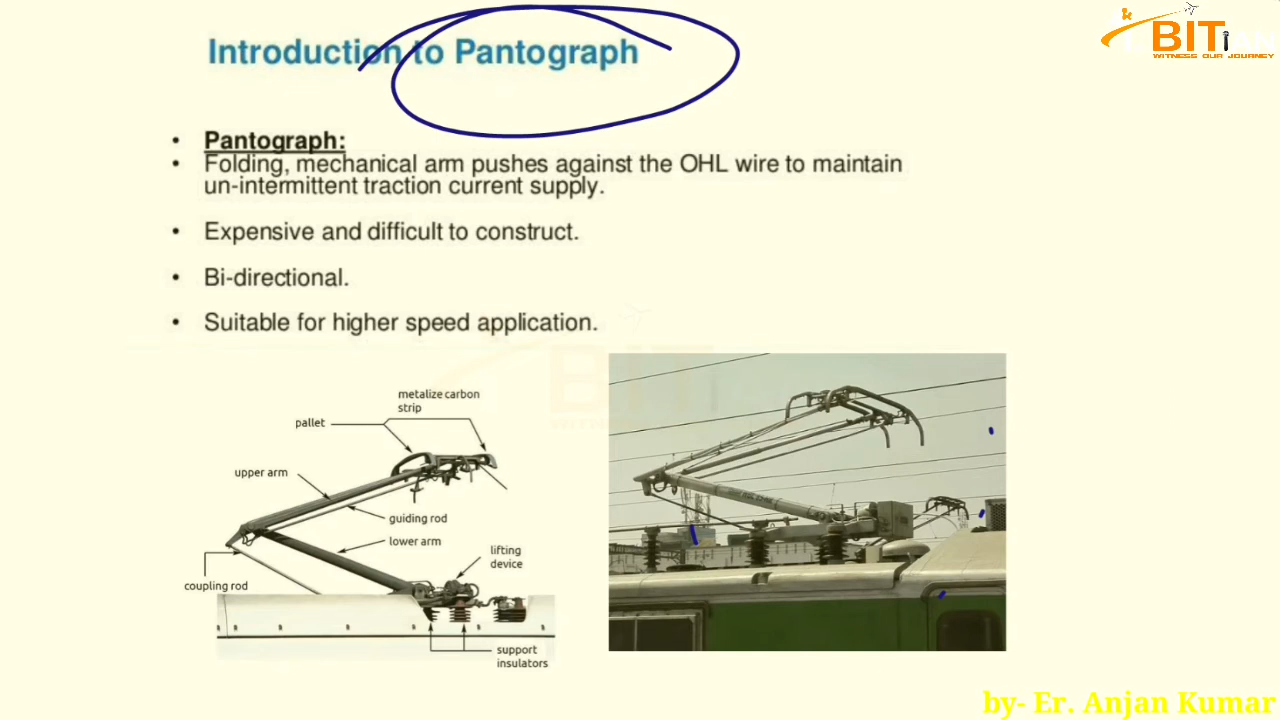 BIT
WITNESS OUR JOURNEY
Introduction to Pantograph
• Pantograph:
• Folding, mechanical arm pushes against the OHL wire to maintain
un-intermittent traction current supply.
• Expensive and difficult to construct.
• Bi-directional.
• Suitable for higher speed application.
metalize carbon
strip
pallet
upper arm
guiding rod
lower arm
lifting
device
coupling rod
support
insulators
by- Er. Anjan Kumar